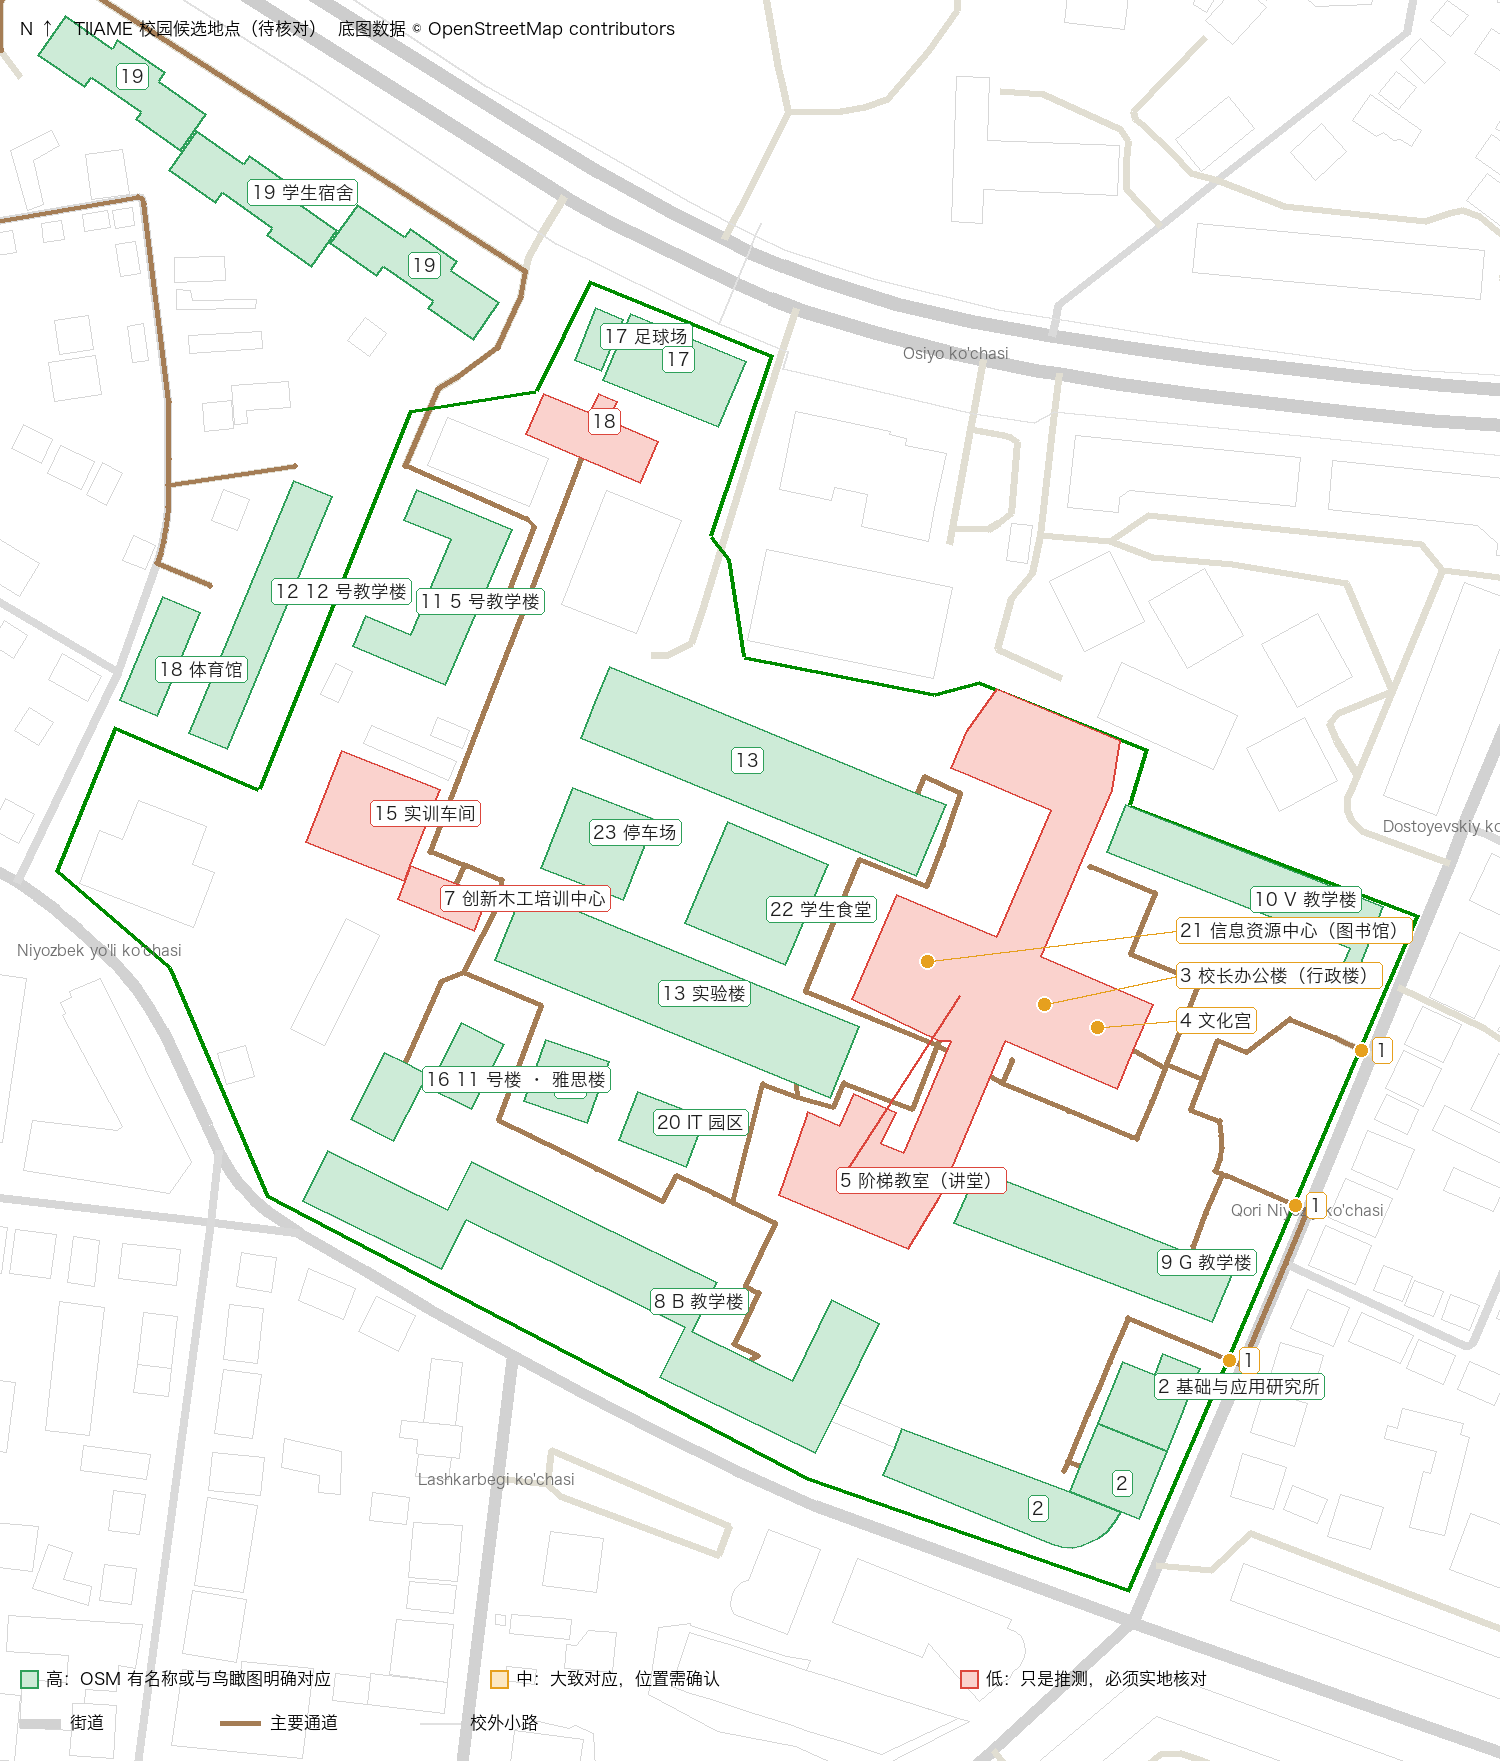 N ↑ TIIAME 校园候选地点（待核对） 底图数据 © OpenStreetMap contributors
19
19 学生宿舍
19
17 足球场
17
Osiyo ko'chasi
18
12 12 号教学楼
11 5 号教学楼
18 体育馆
13
15 实训车间
23 停车场
Dostoyevskiy ko
7 创新木工培训中心
22 学生食堂
10 V 教学楼
21 信息资源中心（图书馆）
Niyozbek yo'li ko'chasi
3 校长办公楼（行政楼）
13 实验楼
4 文化宫
1
16 11 号楼 · 雅思楼
20 IT 园区
5 阶梯教室（讲堂）
1
Qori Niy ko'chasi
9 G 教学楼
8 B 教学楼
1
2 基础与应用研究所
Lashkarbegi ko'chasi
2
2
高：OSM 有名称或与鸟瞰图明确对应
中：大致对应，位置需确认
低：只是推测，必须实地核对
街道
主要通道
校外小路